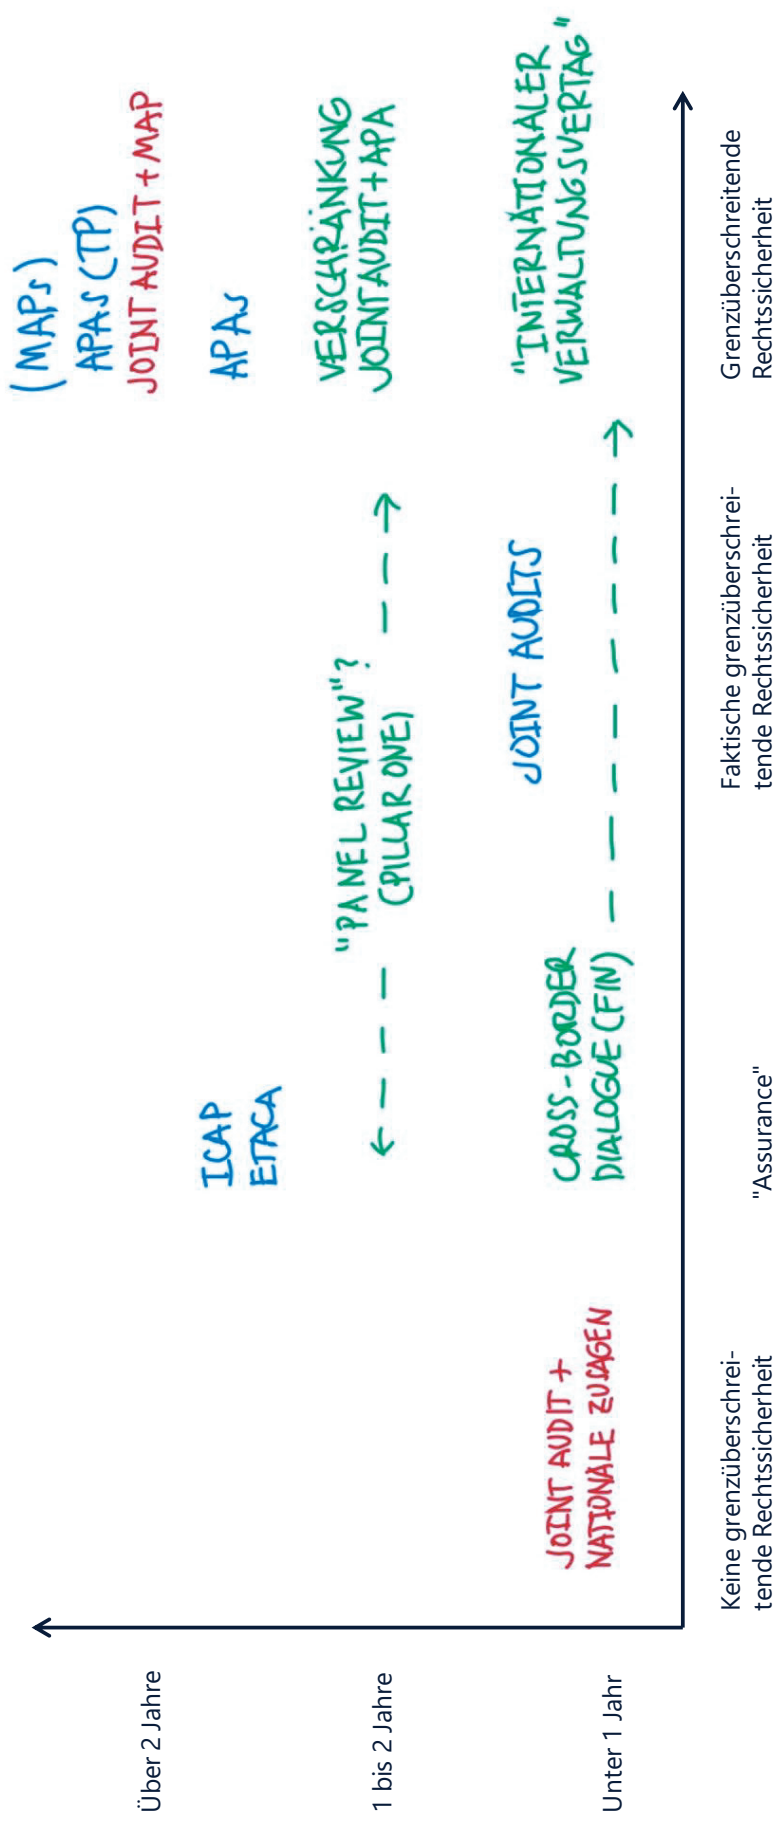 (MAPs)
APAs (TP)
JOINT AUDIT + MAP
APAs
ICAP
ETACA
"PANEL REVIEW"?
(PILLAR ONE)
VERSCHRÄNKUNG
JOINT AUDIT + APA
JOINT AUDITS
"INTERNATIONALER
VERWALTUNGSVERTAG"
CROSS-BORDER
DIALOGUE (FIN)
JOINT AUDIT +
NATIONALE ZUSAGEN
Über 2 Jahre
1 bis 2 Jahre
Unter 1 Jahr
Keine grenzüberschrei-
tende Rechtssicherheit
"Assurance"
Faktische grenzüberschrei-
tende Rechtssicherheit
Grenzüberschreitende
Rechtssicherheit